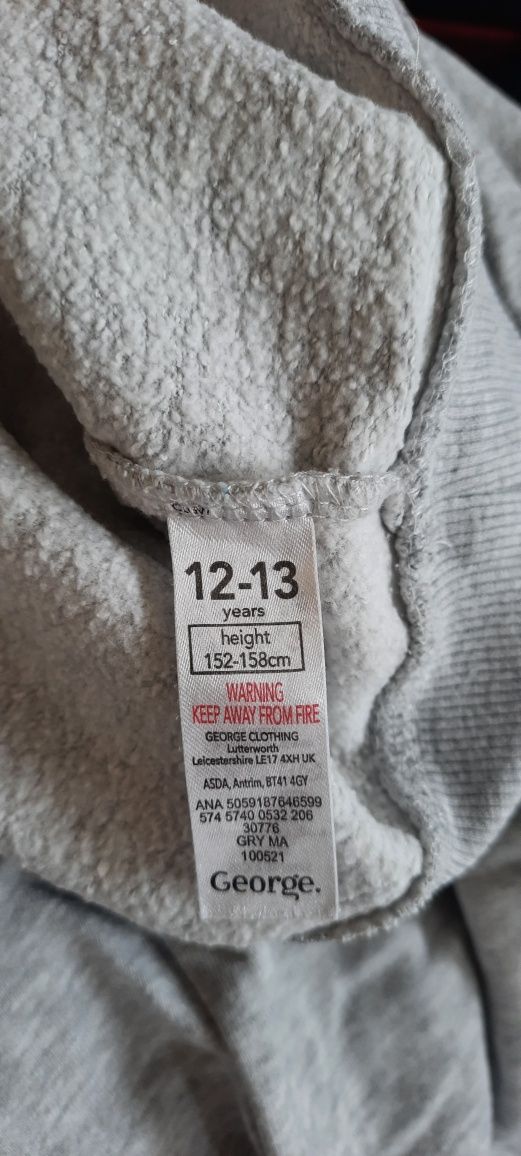 12-13
years
height
152-158cm
WARNING
KEEP AWAY FROM FIRE
GEORGE CLOTHING
Lutterworth
Leicestershire LE17 4XH UK
ASDA, Antrim, BT41 4GY
ANA 5059187646599
574 5740 0532 206
30776
GRY MA
100521
George.